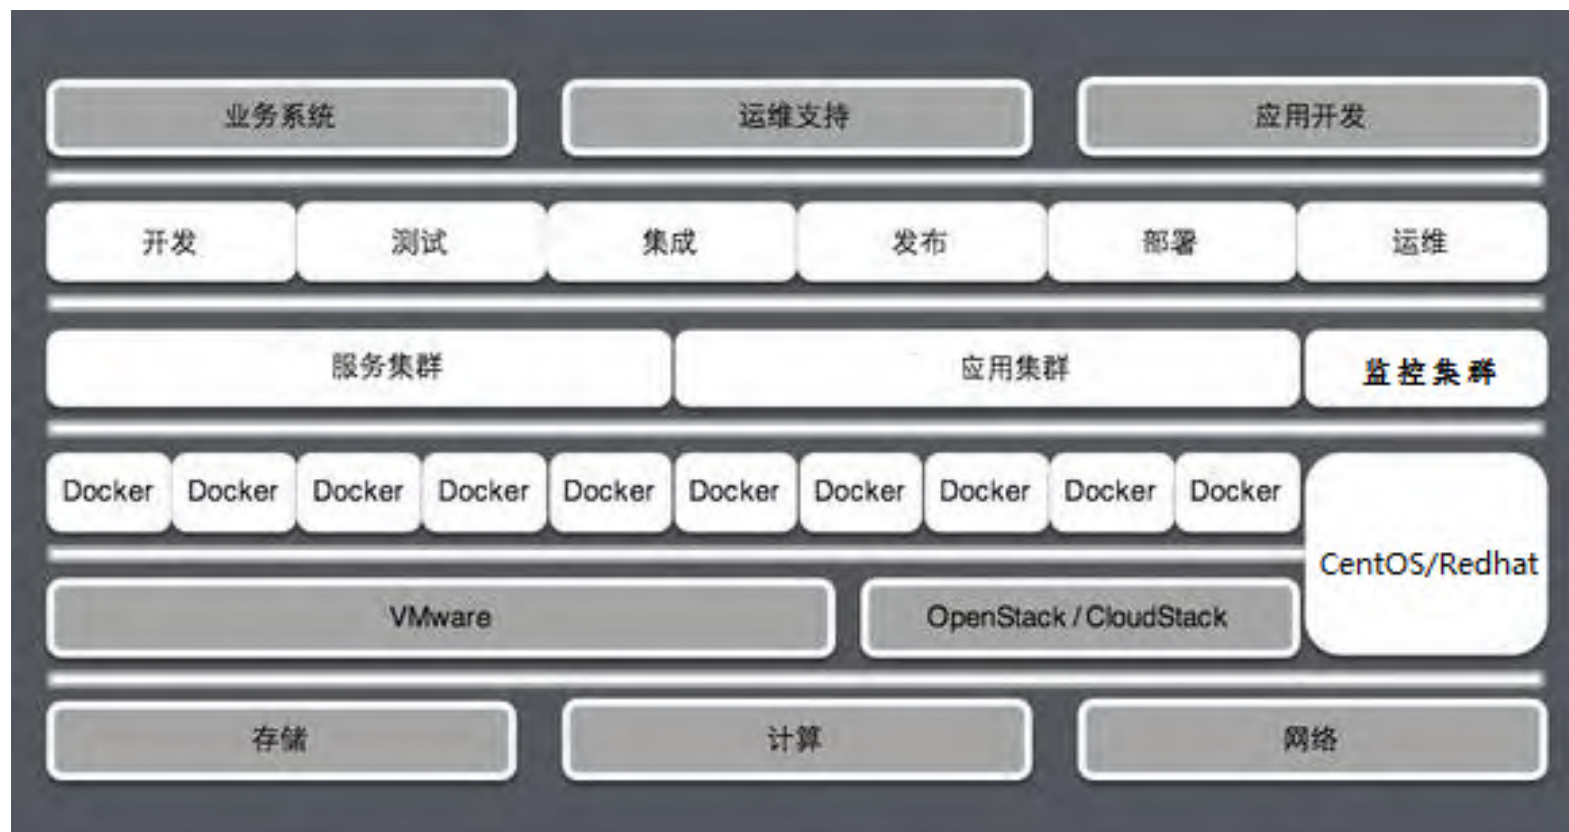 业务系统
运维支持
应用开发
开发
测试
集成
发布
部署
运维
服务集群
应用集群
监控集群
Docker
Docker
Docker
Docker
Docker
Docker
Docker
Docker
Docker
Docker
CentOS/Redhat
VMware
OpenStack / CloudStack
存储
计算
网络